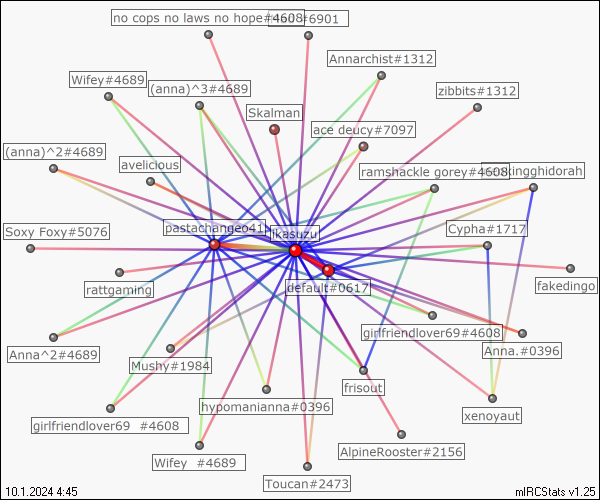 no cops no laws no hope#4608
#6901
Annarchist#1312
Wifey#4689
(anna)^3#4689
zibbits#1312
Skalman
ace deucy#7097
(anna)^2#4689
avelicious
ramshackle gorey#4608
kingghidorah
pastachangeo41
jkasuzu
Cypha#1717
Soxy Foxy#5076
rattgaming
default#0617
fakedingo
girlfriendlover69#4608
Anna^2#4689
Mushy#1984
Anna.#0396
frisout
hypomanianna#0396
xenoyaut
girlfriendlover69 #4608
AlpineRooster#2156
Wifey #4689
Toucan#2473
10.1.2024 4:45
mIRCStats v1.25